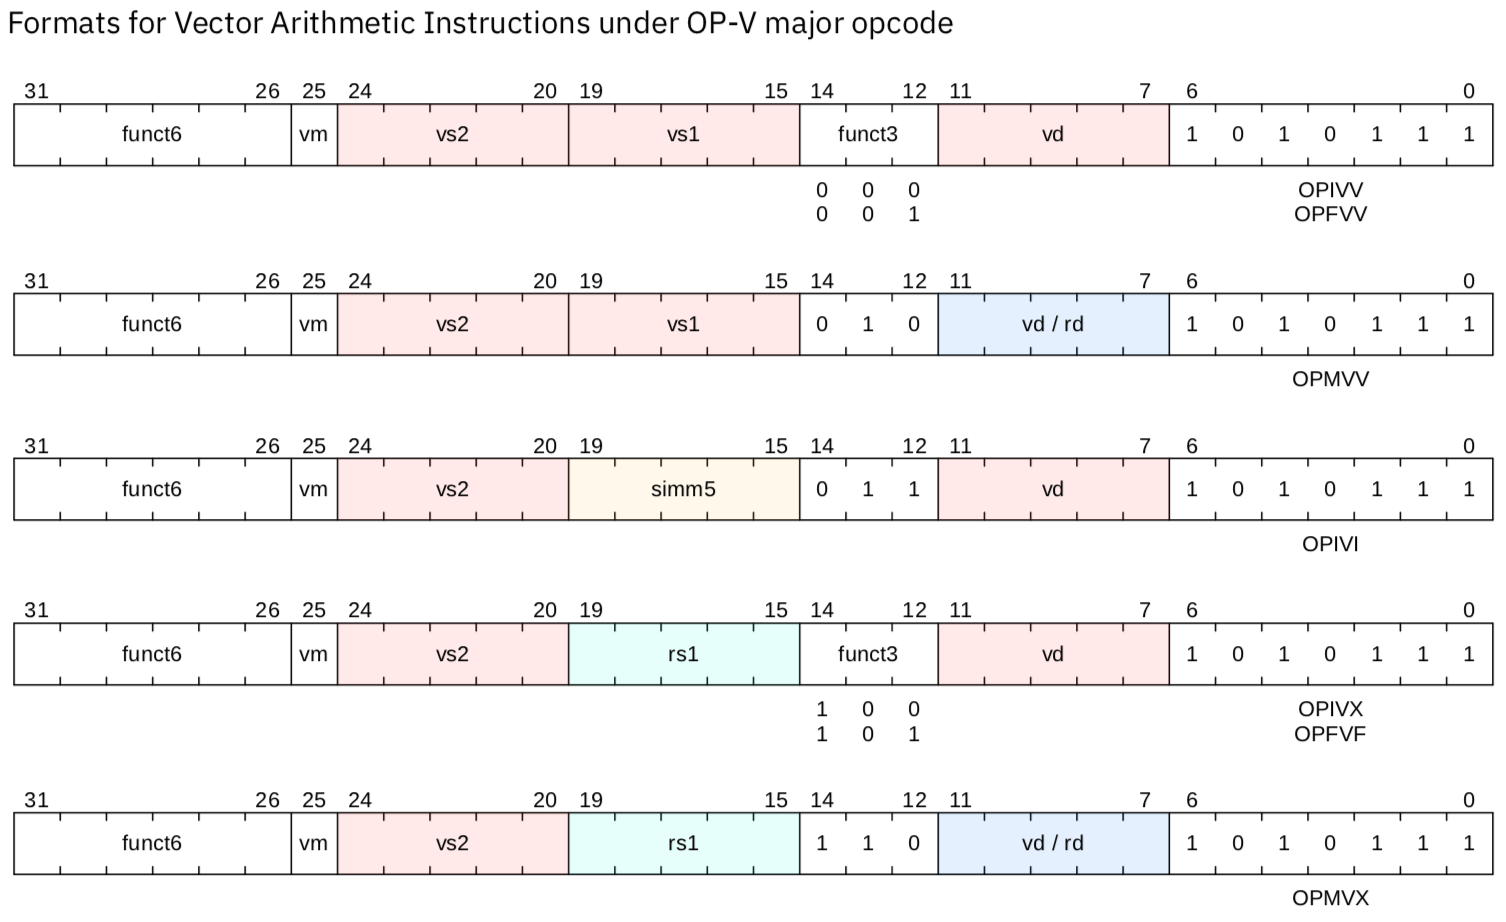 Formats for Vector Arithmetic Instructions under OP-V major opcode
31 26 25 24 20 19 15 14 12 11 7 6 0
funct6 vm vs2 vs1 funct3 vd 1 0 1 0 1 1 1
0 0 0 OPIVV
0 0 1 OPFVV
31 26 25 24 20 19 15 14 12 11 7 6 0
funct6 vm vs2 vs1 0 1 0 vd / rd 1 0 1 0 1 1 1
OPMVV
31 26 25 24 20 19 15 14 12 11 7 6 0
funct6 vm vs2 simm5 0 1 1 vd 1 0 1 0 1 1 1
OPIVI
31 26 25 24 20 19 15 14 12 11 7 6 0
funct6 vm vs2 rs1 funct3 vd 1 0 1 0 1 1 1
1 0 0 OPIVX
1 0 1 OPFVF
31 26 25 24 20 19 15 14 12 11 7 6 0
funct6 vm vs2 rs1 1 1 0 vd / rd 1 0 1 0 1 1 1
OPMVX